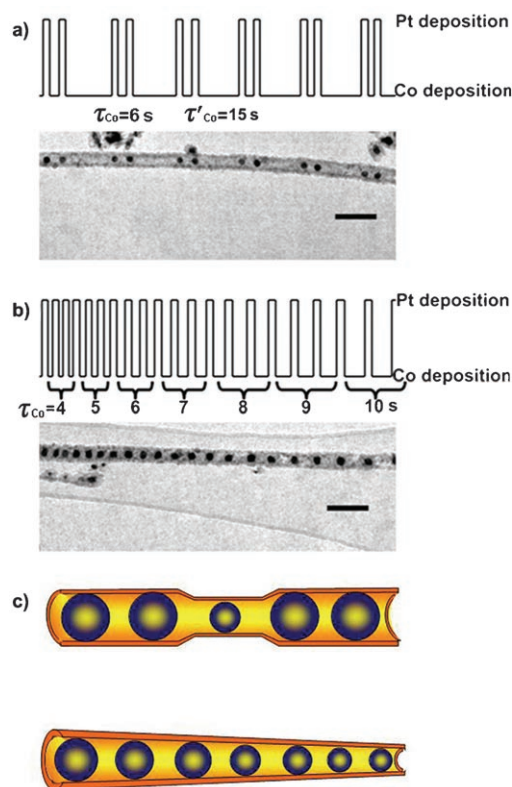 a)
Pt deposition
Co deposition
τCo=6 s
τ'Co=15 s
b)
Pt deposition
Co deposition
τCo=4 5 6 7 8 9 10 s
c)